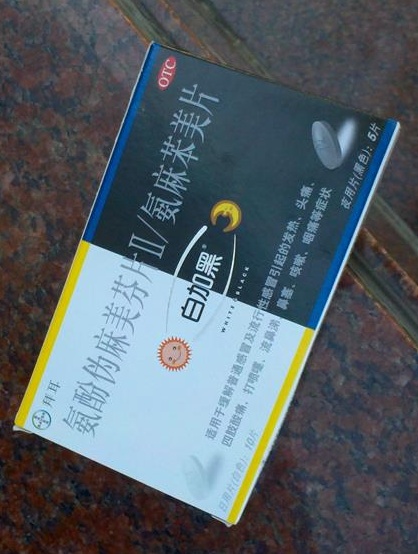 OTC
拜耳
氨酚伪麻美芬片II/氨麻苯美片
白加黑®
WHITE BLACK
适用于缓解普通感冒及流行性感冒引起的发热、头痛、
四肢酸痛、打喷嚏、流鼻涕、鼻塞、咳嗽、咽痛等症状
日用片(白色): 10片
夜用片(黑色): 5片